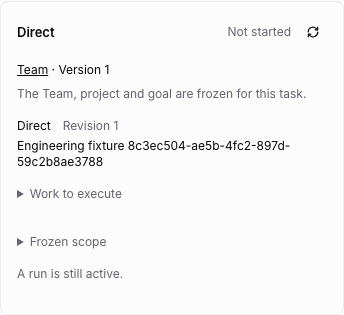 Direct
Not started
Team · Version 1
The Team, project and goal are frozen for this task.
Direct Revision 1
Engineering fixture 8c3ec504-ae5b-4fc2-897d-
59c2b8ae3788
Work to execute
Frozen scope
A run is still active.